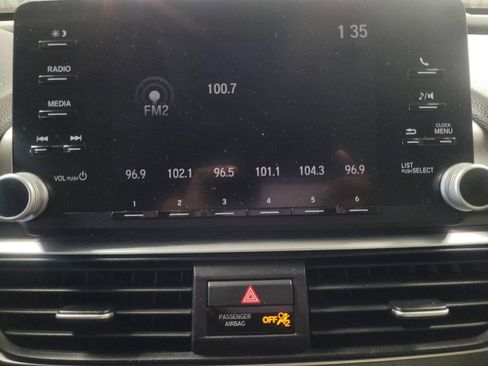 1 35
RADIO
100.7
FM2
MEDIA
CLOCK
MENU
VOL PUSH
96.9 102.1 96.5 101.1 104.3 96.9
LIST
PUSH SELECT
1 2 3 4 5 6
PASSENGER
AIRBAG
OFF
2